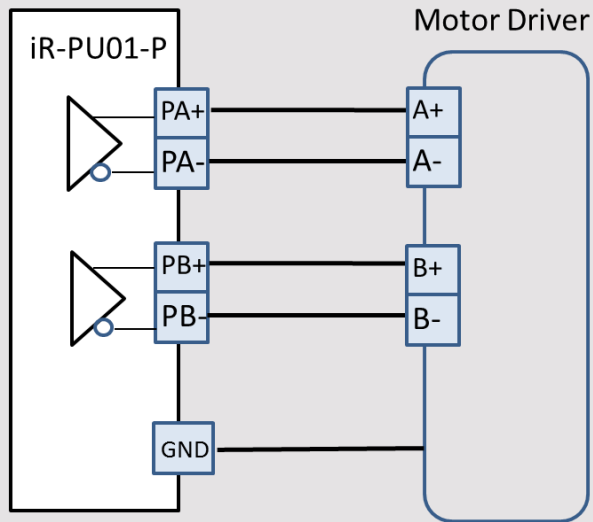 Motor Driver
iR-PU01-P
PA+
A+
PA-
A-
PB+
B+
PB-
B-
GND